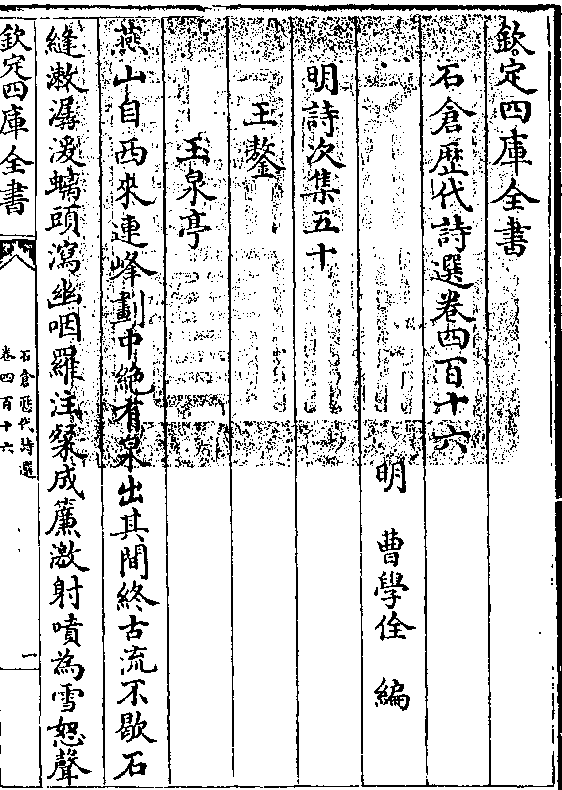 欽定四庫全書
石倉歴代詩選卷四百十六
明　曹學佺　編
明詩次集五十
王鏊
玉泉亭
燕山自西來連峰劃中絶有泉出其間終古流不歇石
縫漱潺湲螭頭瀉幽咽羅注縈成簾激射噴為雪怒聲
欽定四庫全書
石倉歴代詩選
卷四百十六
一